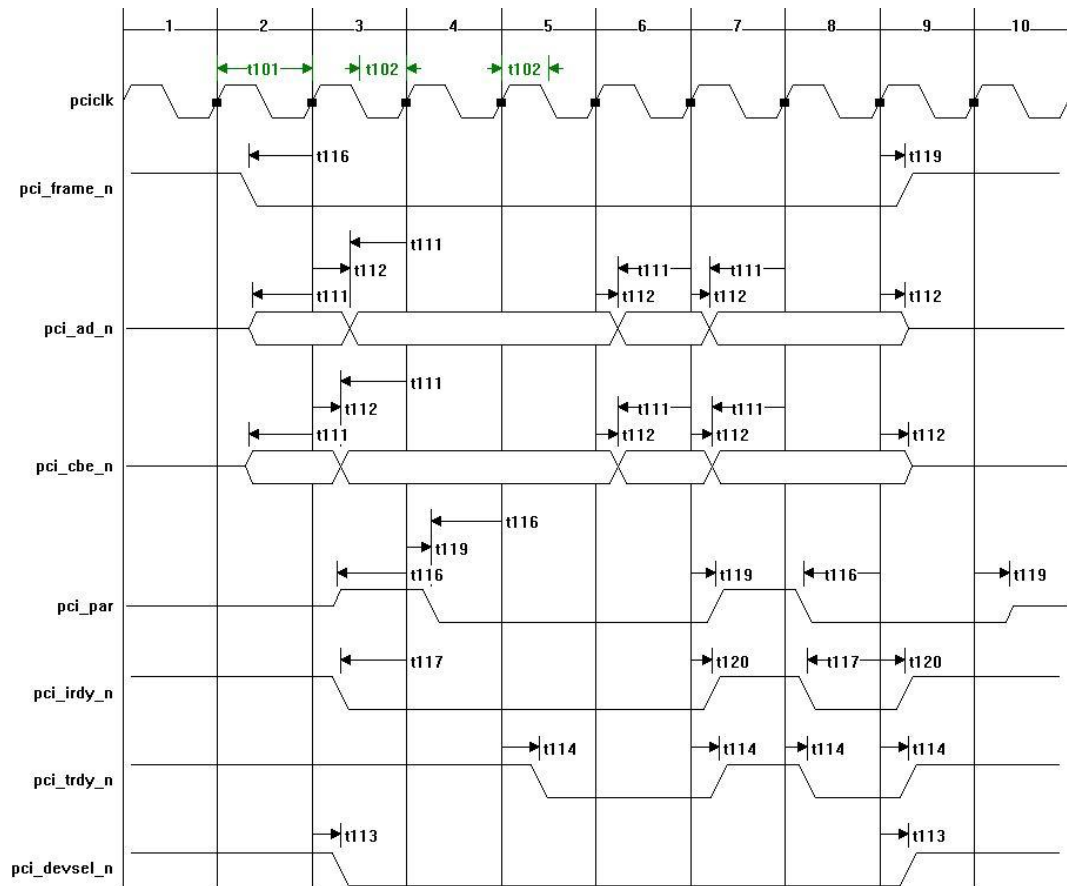 1 2 3 4 5 6 7 8 9 10
t101 t102 t102
pciclk
t116 t119
pci_frame_n
t111
t112 t111 t111
t111 t112 t112 t112
pci_ad_n
t111
t112 t111 t111
t111 t112 t112 t112
pci_cbe_n
t116
t119
t116 t119 t116 t119
pci_par
t117 t120 t117 t120
pci_irdy_n
t114 t114 t114 t114
pci_trdy_n
t113 t113
pci_devsel_n